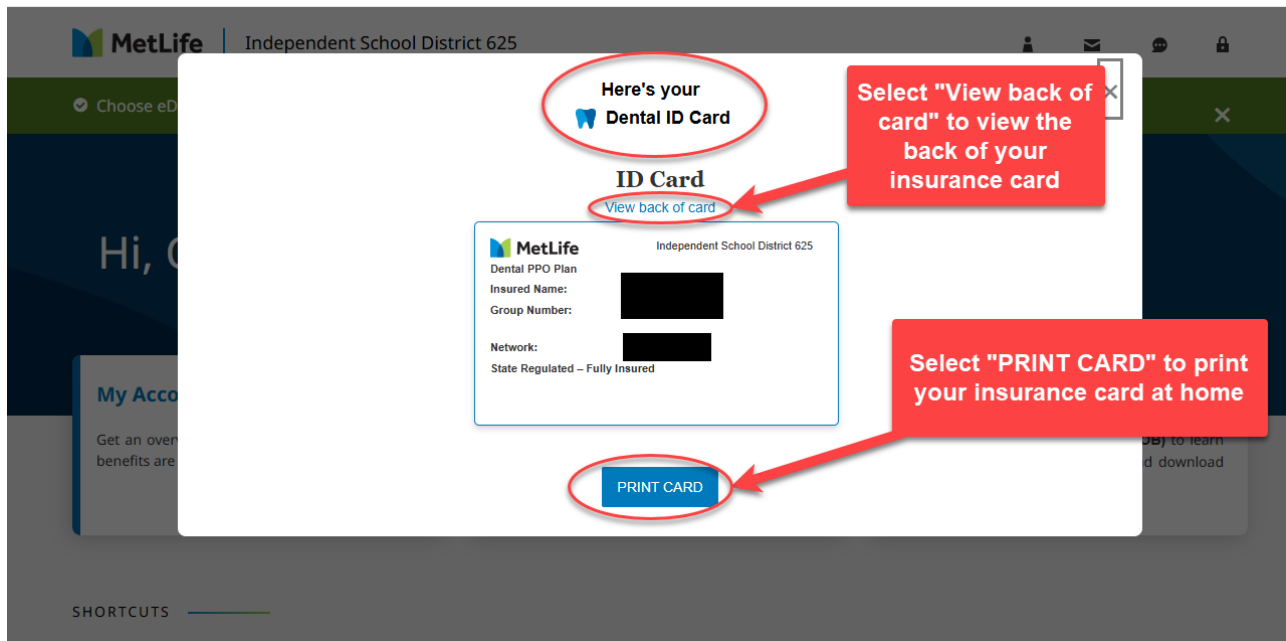 MetLife
Independent School District 625
Choose eD
Here's your
Dental ID Card
Select "View back of
card" to view the
back of your
insurance card
ID Card
View back of card
Hi,
MetLife
Independent School District 625
Dental PPO Plan
Insured Name:
Group Number:
Network:
State Regulated – Fully Insured
Select "PRINT CARD" to print
your insurance card at home
My Acco
Get an over
benefits are
OB) to learn
d download
PRINT CARD
SHORTCUTS